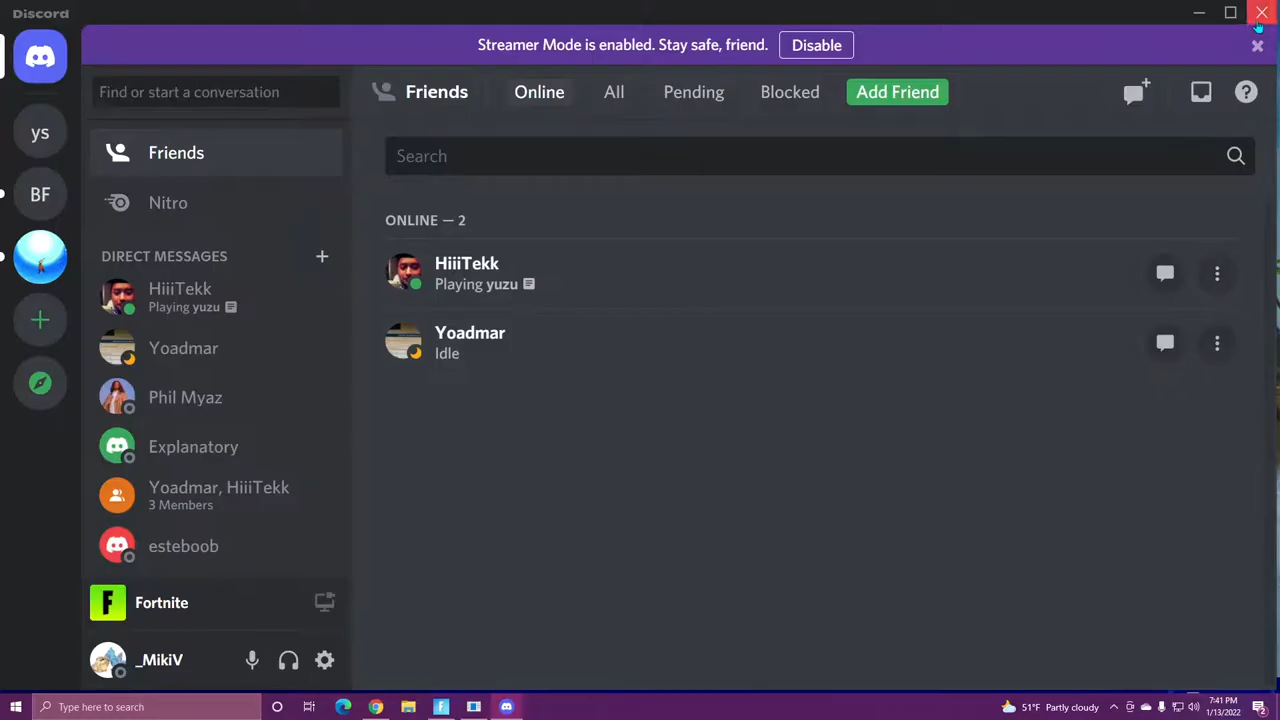 Discord
Streamer Mode is enabled. Stay safe, friend.
Disable
Find or start a conversation
Friends
Online
All
Pending
Blocked
Add Friend
ys
BF
Friends
Nitro
DIRECT MESSAGES
HiiiTekk
Playing yuzu
Yoadmar
Phil Myaz
Explanatory
Yoadmar, HiiiTekk
3 Members
esteboob
Fortnite
_MikiV
Search
ONLINE — 2
HiiiTekk
Playing yuzu
Yoadmar
Idle
Type here to search
51°F Partly cloudy
7:41 PM
1/13/2022
2